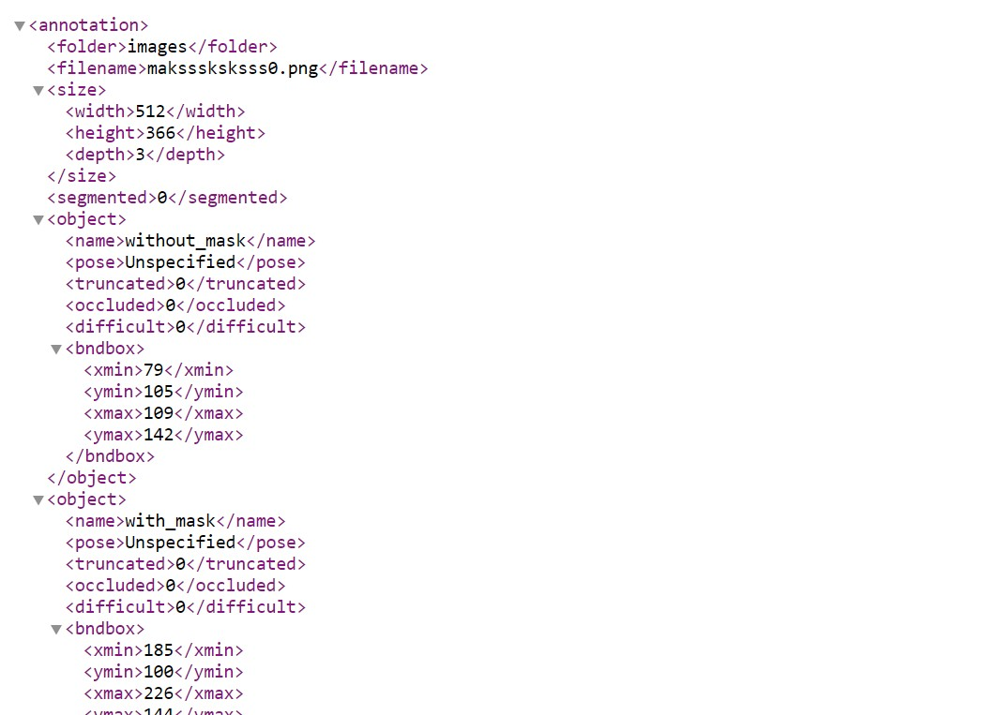 <annotation>
<folder>images</folder>
<filename>maksssksksss0.png</filename>
<size>
<width>512</width>
<height>366</height>
<depth>3</depth>
</size>
<segmented>0</segmented>
<object>
<name>without_mask</name>
<pose>Unspecified</pose>
<truncated>0</truncated>
<occluded>0</occluded>
<difficult>0</difficult>
<bndbox>
<xmin>79</xmin>
<ymin>105</ymin>
<xmax>109</xmax>
<ymax>142</ymax>
</bndbox>
</object>
<object>
<name>with_mask</name>
<pose>Unspecified</pose>
<truncated>0</truncated>
<occluded>0</occluded>
<difficult>0</difficult>
<bndbox>
<xmin>185</xmin>
<ymin>100</ymin>
<xmax>226</xmax>
<ymax>144</ymax>